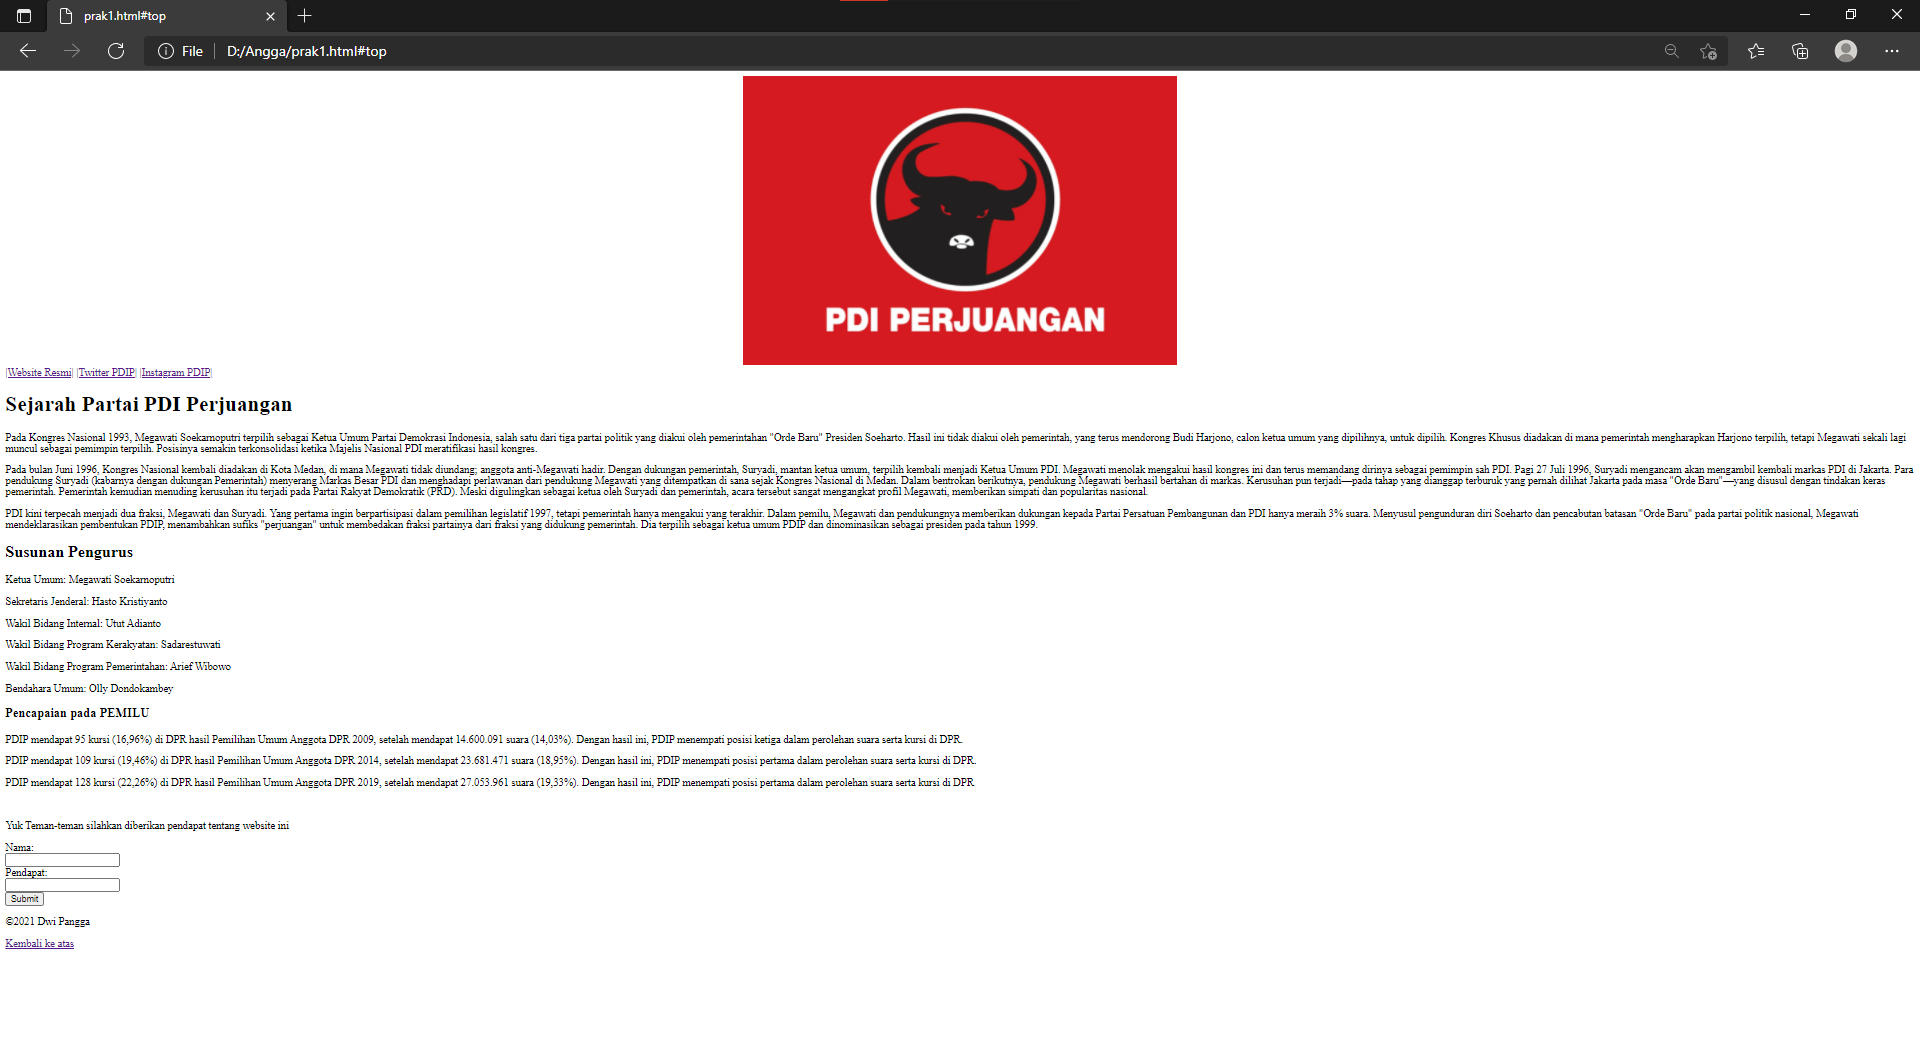 prak1.html#top
File
D:/Angga/prak1.html#top
PDI PERJUANGAN
|Website Resmi| |Twitter PDIP| |Instagram PDIP|
Sejarah Partai PDI Perjuangan
Pada Kongres Nasional 1993, Megawati Soekarnoputri terpilih sebagai Ketua Umum Partai Demokrasi Indonesia, salah satu dari tiga partai politik yang diakui oleh pemerintahan "Orde Baru" Presiden Soeharto. Hasil ini tidak diakui oleh pemerintah, yang terus mendorong Budi Harjono, calon ketua umum yang dipilihnya, untuk dipilih. Kongres Khusus diadakan di mana pemerintah mengharapkan Harjono terpilih, tetapi Megawati sekali lagi
muncul sebagai pemimpin terpilih. Posisinya semakin terkonsolidasi ketika Majelis Nasional PDI meratifikasi hasil kongres.
Pada bulan Juni 1996, Kongres Nasional kembali diadakan di Kota Medan, di mana Megawati tidak diundang; anggota anti-Megawati hadir. Dengan dukungan pemerintah, Suryadi, mantan ketua umum, terpilih kembali menjadi Ketua Umum PDI. Megawati menolak mengakui hasil kongres ini dan terus memandang dirinya sebagai pemimpin sah PDI. Pagi 27 Juli 1996, Suryadi mengancam akan mengambil kembali markas PDI di Jakarta. Para
pendukung Suryadi (kabarnya dengan dukungan Pemerintah) menyerang Markas Besar PDI dan menghadapi perlawanan dari pendukung Megawati yang ditempatkan di sana sejak Kongres Nasional di Medan. Dalam bentrokan berikutnya, pendukung Megawati berhasil bertahan di markas. Kerusuhan pun terjadi—pada tahap yang dianggap terburuk yang pernah dilihat Jakarta pada masa "Orde Baru"—yang disusul dengan tindakan keras
pemerintah. Pemerintah kemudian menuding kerusuhan itu terjadi pada Partai Rakyat Demokratik (PRD). Meski digulingkan sebagai ketua oleh Suryadi dan pemerintah, acara tersebut sangat mengangkat profil Megawati, memberikan simpati dan popularitas nasional.
PDI kini terpecah menjadi dua fraksi, Megawati dan Suryadi. Yang pertama ingin berpartisipasi dalam pemilihan legislatif 1997, tetapi pemerintah hanya mengakui yang terakhir. Dalam pemilu, Megawati dan pendukungnya memberikan dukungan kepada Partai Persatuan Pembangunan dan PDI hanya meraih 3% suara. Menyusul pengunduran diri Soeharto dan pencabutan batasan "Orde Baru" pada partai politik nasional, Megawati
mendeklarasikan pembentukan PDIP, menambahkan sufiks "perjuangan" untuk membedakan fraksi partainya dari fraksi yang didukung pemerintah. Dia terpilih sebagai ketua umum PDIP dan dinominasikan sebagai presiden pada tahun 1999.
Susunan Pengurus
Ketua Umum: Megawati Soekarnoputri
Sekretaris Jenderal: Hasto Kristiyanto
Wakil Bidang Internal: Utut Adianto
Wakil Bidang Program Kerakyatan: Sadarestuwati
Wakil Bidang Program Pemerintahan: Arief Wibowo
Bendahara Umum: Olly Dondokambey
Pencapaian pada PEMILU
PDIP mendapat 95 kursi (16,96%) di DPR hasil Pemilihan Umum Anggota DPR 2009, setelah mendapat 14.600.091 suara (14,03%). Dengan hasil ini, PDIP menempati posisi ketiga dalam perolehan suara serta kursi di DPR.
PDIP mendapat 109 kursi (19,46%) di DPR hasil Pemilihan Umum Anggota DPR 2014, setelah mendapat 23.681.471 suara (18,95%). Dengan hasil ini, PDIP menempati posisi pertama dalam perolehan suara serta kursi di DPR.
PDIP mendapat 128 kursi (22,26%) di DPR hasil Pemilihan Umum Anggota DPR 2019, setelah mendapat 27.053.961 suara (19,33%). Dengan hasil ini, PDIP menempati posisi pertama dalam perolehan suara serta kursi di DPR
Yuk Teman-teman silahkan diberikan pendapat tentang website ini
Nama:
Pendapat:
Submit
©2021 Dwi Pangga
Kembali ke atas